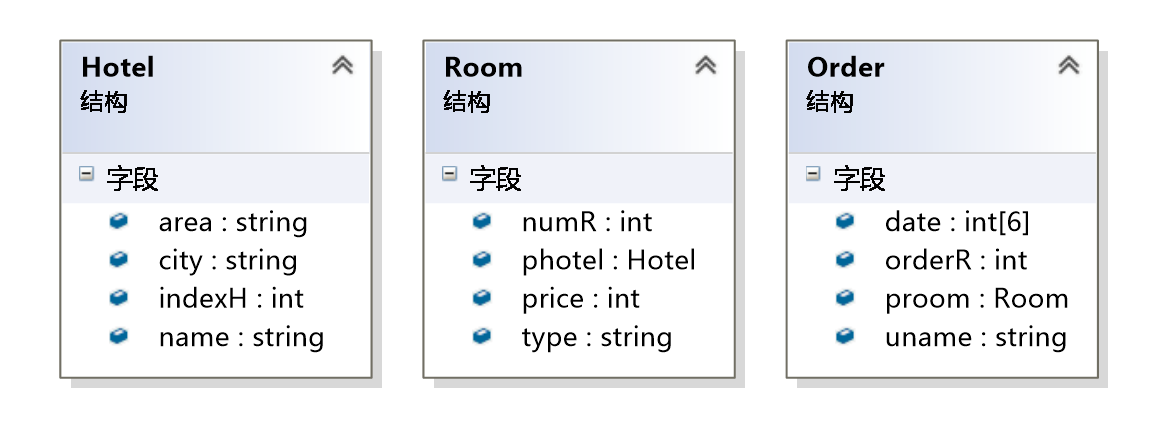 Hotel
结构
字段
area : string
city : string
indexH : int
name : string
Room
结构
字段
numR : int
photel : Hotel
price : int
type : string
Order
结构
字段
date : int[6]
orderR : int
proom : Room
uname : string